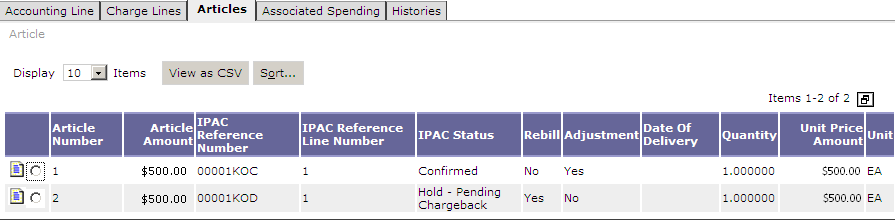 Accounting Line Charge Lines Articles Associated Spending Histories
Article
Display 10 Items View as CSV Sort...
Items 1-2 of 2
Article Number Article Amount IPAC Reference Number IPAC Reference Line Number IPAC Status Rebill Adjustment Date Of Delivery Quantity Unit Price Amount Unit
1 $500.00 00001KOC 1 Confirmed No Yes 1.000000 $500.00 EA
2 $500.00 00001KOD 1 Hold - Pending Chargeback Yes No 1.000000 $500.00 EA